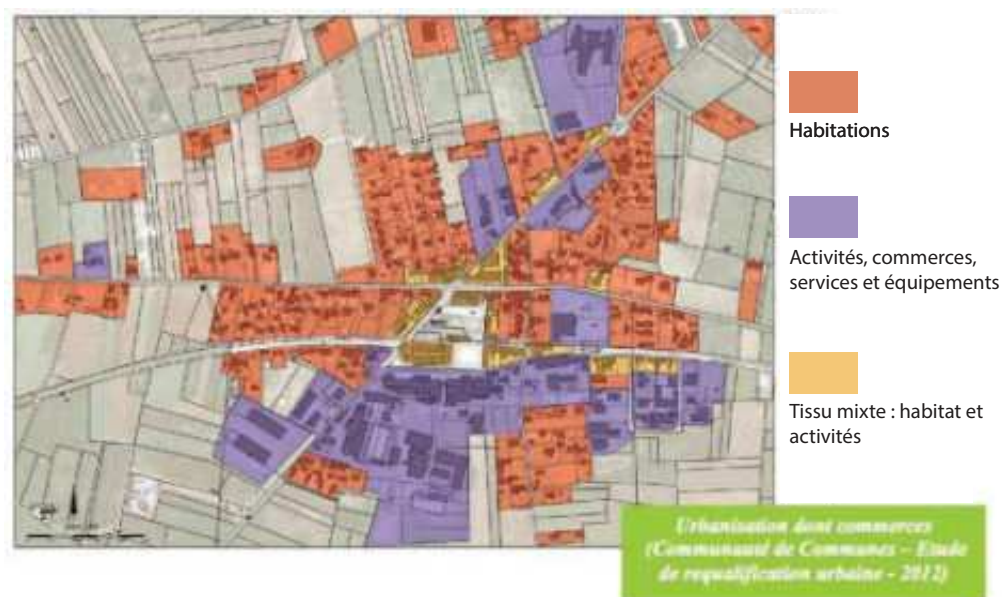 Habitations
Activités, commerces,
services et équipements
Tissu mixte : habitat et
activités
Urbanisation dont commerces
(Communauté de Communes – Etude
de requalification urbaine - 2012)